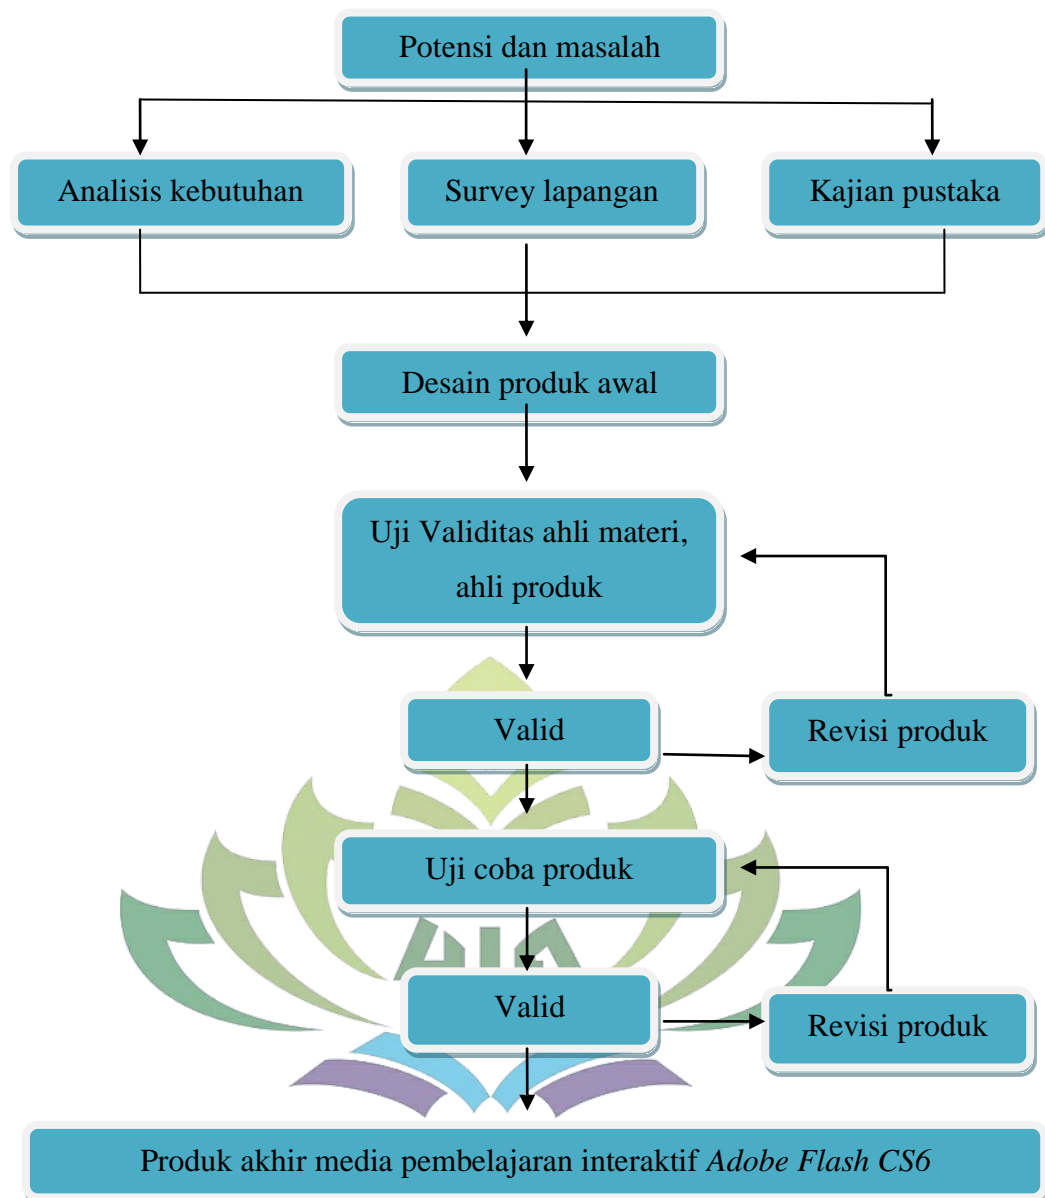 Potensi dan masalah
Analisis kebutuhan
Survey lapangan
Kajian pustaka
Desain produk awal
Uji Validitas ahli materi,
ahli produk
Valid
Revisi produk
Uji coba produk
Valid
Revisi produk
Produk akhir media pembelajaran interaktif Adobe Flash CS6